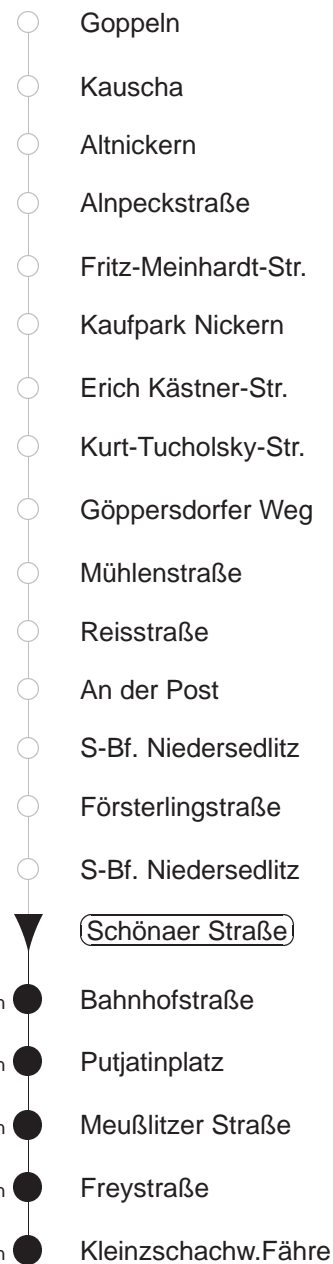 Goppeln
Kauscha
Altnickern
Alnpeckstraße
Fritz-Meinhardt-Str.
Kaufpark Nickern
Erich Kästner-Str.
Kurt-Tucholsky-Str.
Göppersdorfer Weg
Mühlenstraße
Reisstraße
An der Post
S-Bf. Niedersedlitz
Försterlingstraße
S-Bf. Niedersedlitz
Schönaer Straße
Bahnhofstraße
Putjatinplatz
Meußlitzer Straße
Freystraße
Kleinzschachw.Fähre